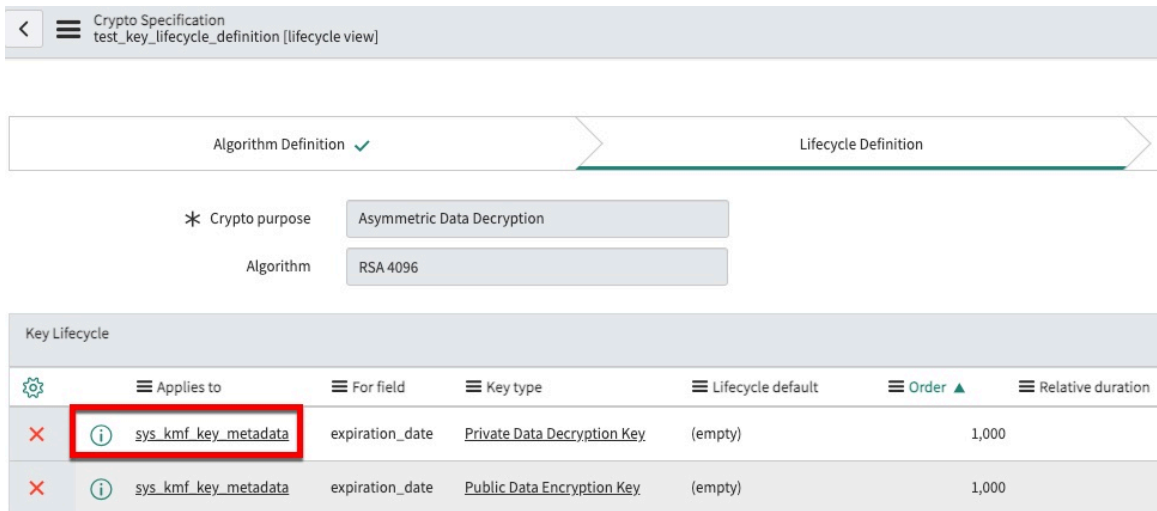 Crypto Specification
test_key_lifecycle_definition [lifecycle view]
Algorithm Definition
Lifecycle Definition
Crypto purpose
Asymmetric Data Decryption
Algorithm
RSA 4096
Key Lifecycle
Applies to For field Key type Lifecycle default Order Relative duration
sys_kmf_key_metadata expiration_date Private Data Decryption Key (empty) 1,000
sys_kmf_key_metadata expiration_date Public Data Encryption Key (empty) 1,000